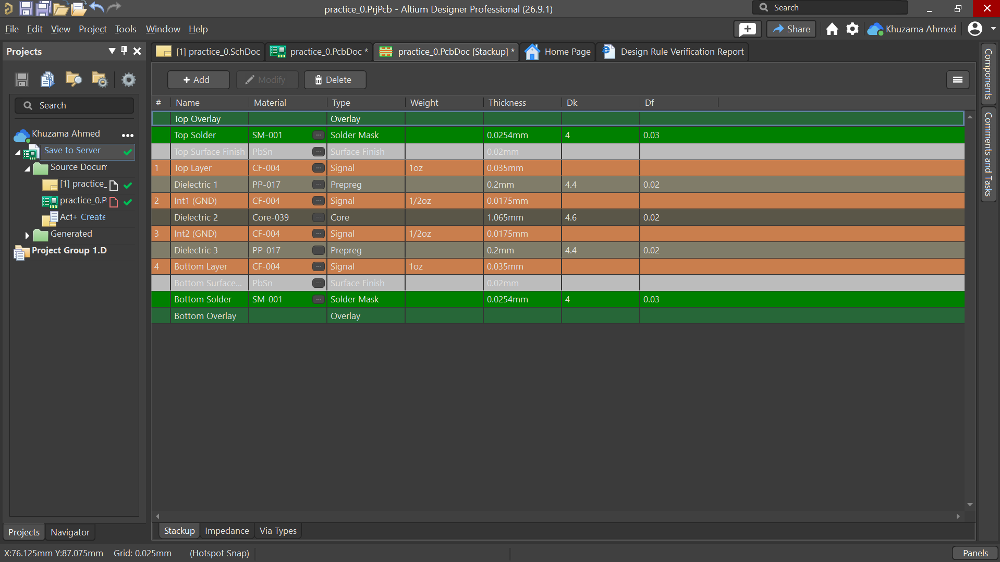 practice_0.PrjPcb - Altium Designer Professional (26.9.1)
Search
File Edit View Project Tools Window Help
Share
Khuzama Ahmed
Projects
[1] practice_0.SchDoc
practice_0.PcbDoc *
practice_0.PcbDoc [Stackup] *
Home Page
Design Rule Verification Report
Components
Comments and Tasks
+ Add
Modify
Delete
Search
Khuzama Ahmed
Save to Server
Source Docum
[1] practice_
practice_0.P
Act+ Create
Generated
Project Group 1.D
# Name Material Type Weight Thickness Dk Df
Top Overlay Overlay
Top Solder SM-001 Solder Mask 0.0254mm 4 0.03
Top Surface Finish PbSn Surface Finish 0.02mm
1 Top Layer CF-004 Signal 1oz 0.035mm
Dielectric 1 PP-017 Prepreg 0.2mm 4.4 0.02
2 Int1 (GND) CF-004 Signal 1/2oz 0.0175mm
Dielectric 2 Core-039 Core 1.065mm 4.6 0.02
3 Int2 (GND) CF-004 Signal 1/2oz 0.0175mm
Dielectric 3 PP-017 Prepreg 0.2mm 4.4 0.02
4 Bottom Layer CF-004 Signal 1oz 0.035mm
Bottom Surface... PbSn Surface Finish 0.02mm
Bottom Solder SM-001 Solder Mask 0.0254mm 4 0.03
Bottom Overlay Overlay
Projects Navigator
Stackup Impedance Via Types
X:76.125mm Y:87.075mm Grid: 0.025mm (Hotspot Snap)
Panels